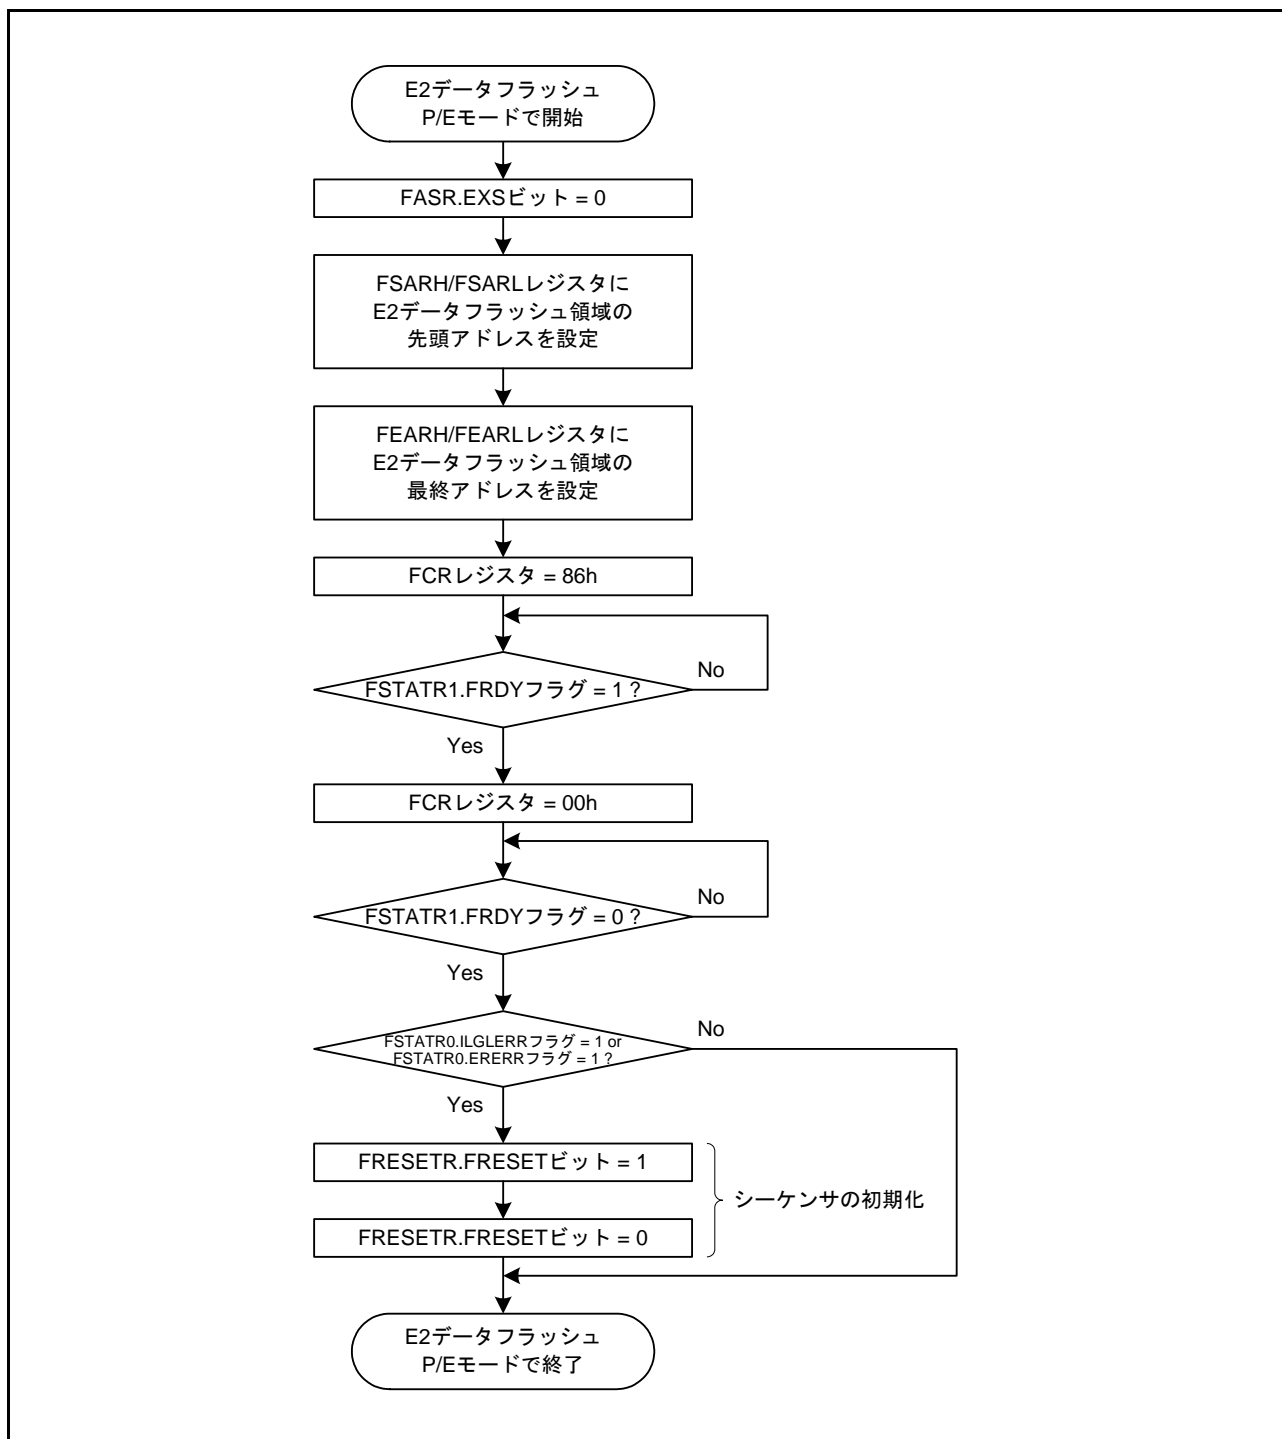 E2データフラッシュ
P/Eモードで開始
FASR.EXSビット = 0
FSARH/FSARLレジスタに
E2データフラッシュ領域の
先頭アドレスを設定
FEARH/FEARLレジスタに
E2データフラッシュ領域の
最終アドレスを設定
FCRレジスタ = 86h
FSTATR1.FRDYフラグ = 1 ?
No
Yes
FCRレジスタ = 00h
FSTATR1.FRDYフラグ = 0 ?
No
Yes
FSTATR0.ILGLERRフラグ = 1 or
FSTATR0.ERERRフラグ = 1 ?
No
Yes
FRESETR.FRESETビット = 1
FRESETR.FRESETビット = 0
シーケンサの初期化
E2データフラッシュ
P/Eモードで終了